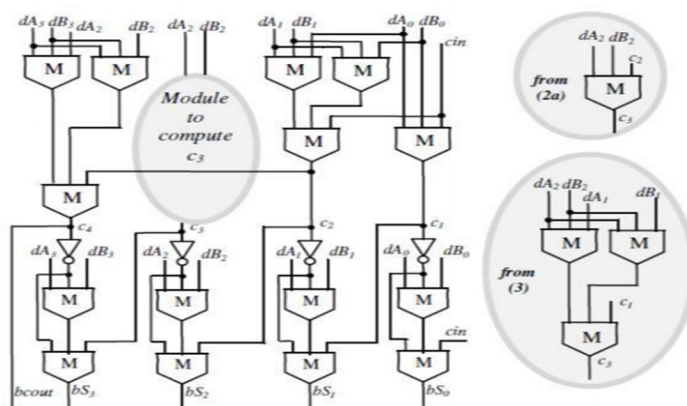 dA3 dB3 dA2 dB2 dA2 dB2 dA1 dB1 dA0 dB0 cin
M M M M
Module to compute c3
M M
M
c4 c3 c2 c1
dA3 dB3 dA2 dB2 dA1 dB1 dA0 dB0
M M M M
cin
M M M M
bcout bS3 bS2 bS1 bS0
dA2 dB2 c2
from (2a)
M
c3
dA2 dB2 dA1 dB1
M M
from (3)
c1
M
c3